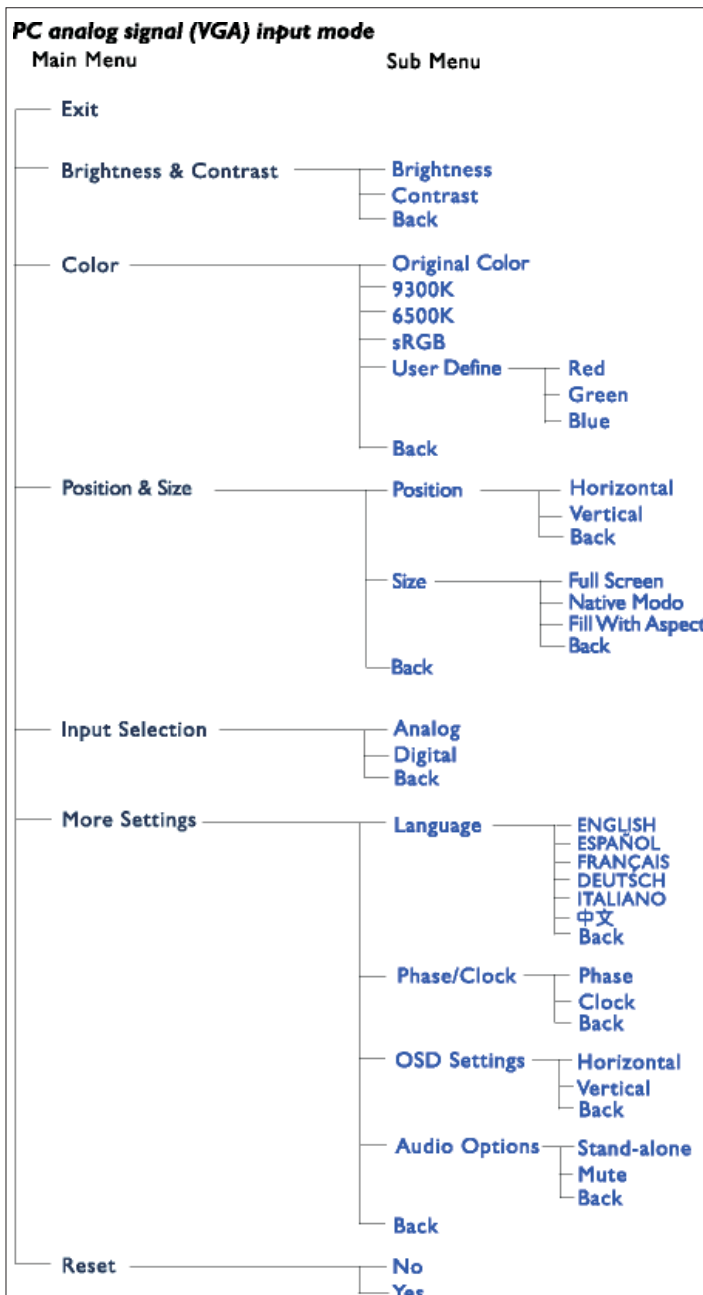 PC analog signal (VGA) input mode
Main Menu Sub Menu
Exit
Brightness & Contrast Brightness
Contrast
Back
Color Original Color
9300K
6500K
sRGB
User Define Red
Green
Blue
Back
Position & Size Position Horizontal
Vertical
Back
Size Full Screen
Native Modo
Fill With Aspect
Back
Back
Input Selection Analog
Digital
Back
More Settings Language ENGLISH
ESPAÑOL
FRANÇAIS
DEUTSCH
ITALIANO
中文
Back
Phase/Clock Phase
Clock
Back
OSD Settings Horizontal
Vertical
Back
Audio Options Stand-alone
Mute
Back
Back
Reset No
Yes